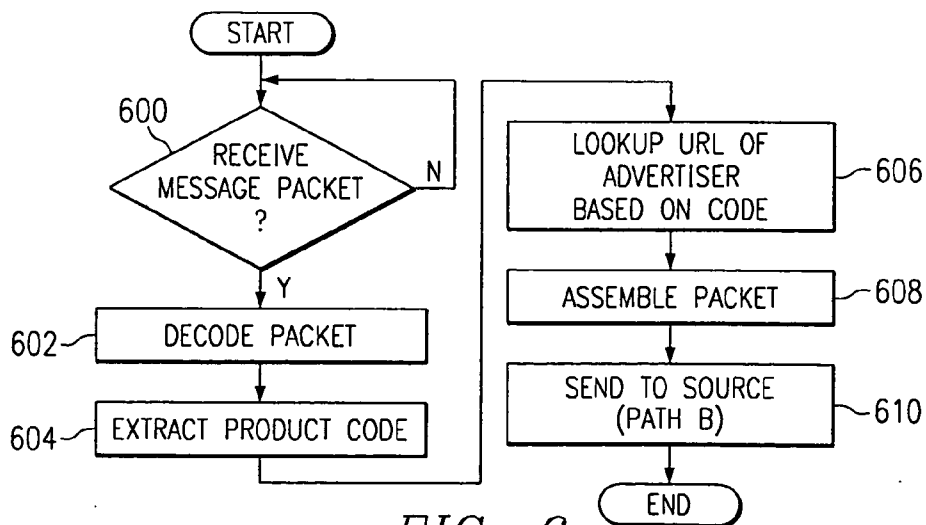 START
600
RECEIVE
MESSAGE PACKET
?
N
Y
602
DECODE PACKET
604
EXTRACT PRODUCT CODE
LOOKUP URL OF
ADVERTISER
BASED ON CODE
606
ASSEMBLE PACKET
608
SEND TO SOURCE
(PATH B)
610
END